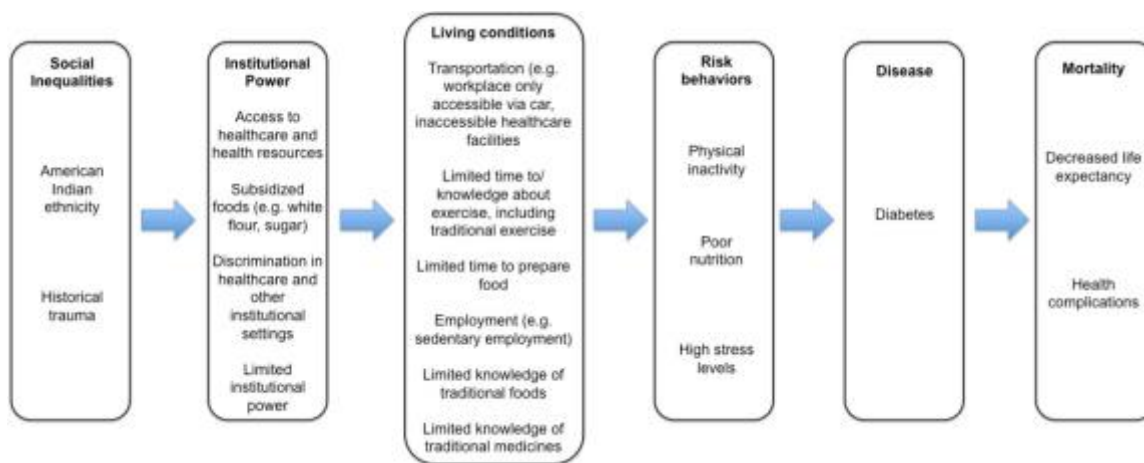 Social
Inequalities
American
Indian
ethnicity
Historical
trauma
Institutional
Power
Access to
healthcare and
health resources
Subsidized
foods (e.g. white
flour, sugar)
Discrimination in
healthcare and
other
institutional
settings
Limited
institutional
power
Living conditions
Transportation (e.g.
workplace only
accessible via car,
inaccessible healthcare
facilities
Limited time to/
knowledge about
exercise, including
traditional exercise
Limited time to prepare
food
Employment (e.g.
sedentary employment)
Limited knowledge of
traditional foods
Limited knowledge of
traditional medicines
Risk
behaviors
Physical
inactivity
Poor
nutrition
High stress
levels
Disease
Diabetes
Mortality
Decreased life
expectancy
Health
complications